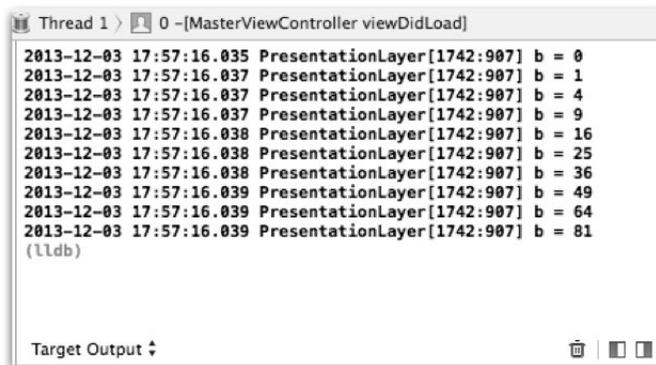 Thread 1 〉 0 -[MasterViewController viewDidLoad]
2013-12-03 17:57:16.035 PresentationLayer[1742:907] b = 0
2013-12-03 17:57:16.037 PresentationLayer[1742:907] b = 1
2013-12-03 17:57:16.037 PresentationLayer[1742:907] b = 4
2013-12-03 17:57:16.037 PresentationLayer[1742:907] b = 9
2013-12-03 17:57:16.038 PresentationLayer[1742:907] b = 16
2013-12-03 17:57:16.038 PresentationLayer[1742:907] b = 25
2013-12-03 17:57:16.038 PresentationLayer[1742:907] b = 36
2013-12-03 17:57:16.039 PresentationLayer[1742:907] b = 49
2013-12-03 17:57:16.039 PresentationLayer[1742:907] b = 64
2013-12-03 17:57:16.039 PresentationLayer[1742:907] b = 81
(lldb)
Target Output